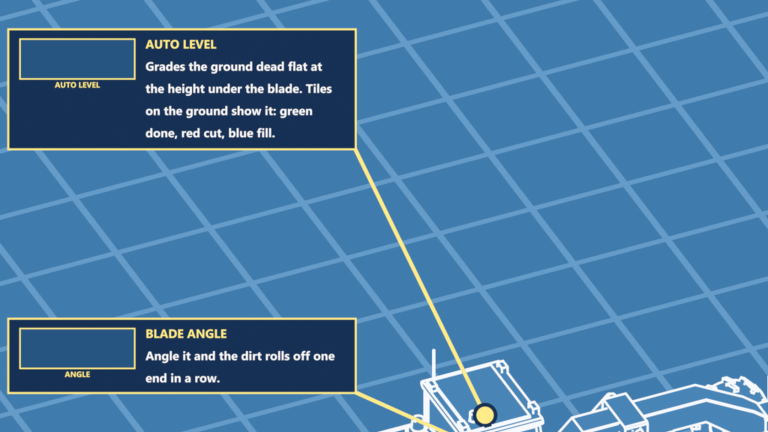 AUTO LEVEL
Grades the ground dead flat at
the height under the blade. Tiles
on the ground show it: green
done, red cut, blue fill.
AUTO LEVEL
BLADE ANGLE
Angle it and the dirt rolls off one
end in a row.
ANGLE